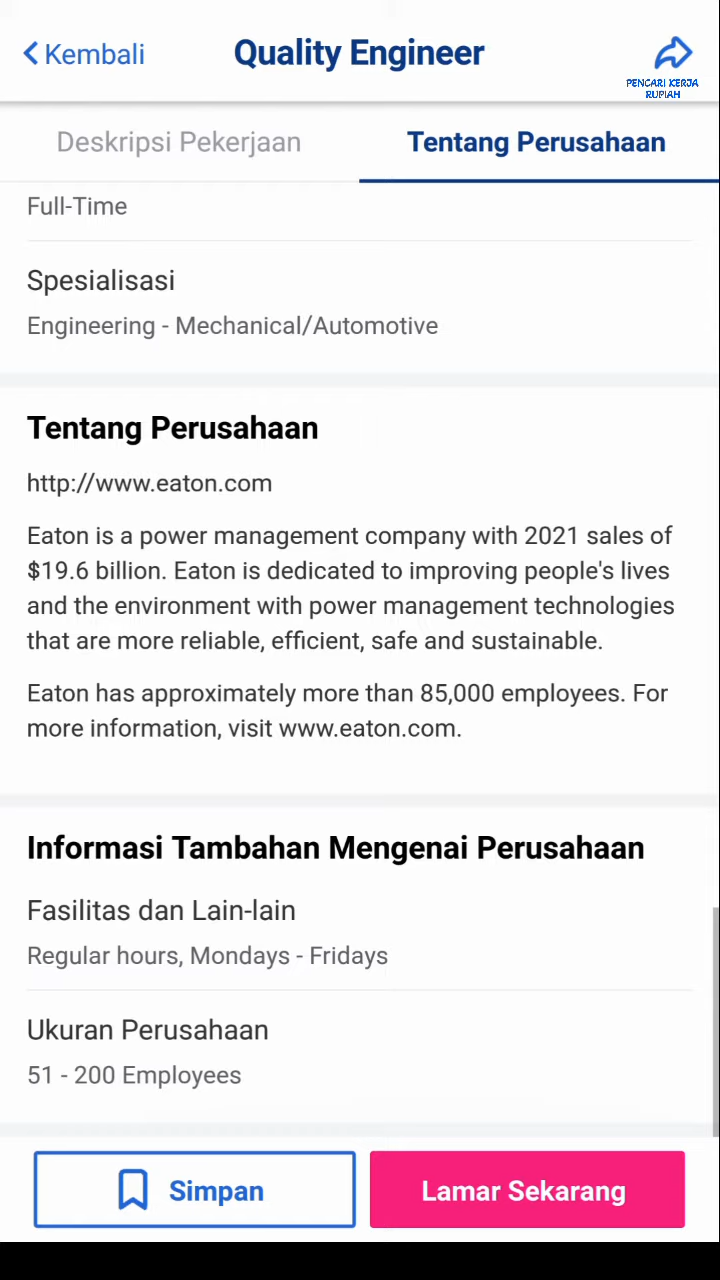 Kembali
Quality Engineer
PENCARI KERJA
RUPIAH
Deskripsi Pekerjaan
Tentang Perusahaan
Full-Time
Spesialisasi
Engineering - Mechanical/Automotive
Tentang Perusahaan
http://www.eaton.com
Eaton is a power management company with 2021 sales of
$19.6 billion. Eaton is dedicated to improving people's lives
and the environment with power management technologies
that are more reliable, efficient, safe and sustainable.
Eaton has approximately more than 85,000 employees. For
more information, visit www.eaton.com.
Informasi Tambahan Mengenai Perusahaan
Fasilitas dan Lain-lain
Regular hours, Mondays - Fridays
Ukuran Perusahaan
51 - 200 Employees
Simpan
Lamar Sekarang